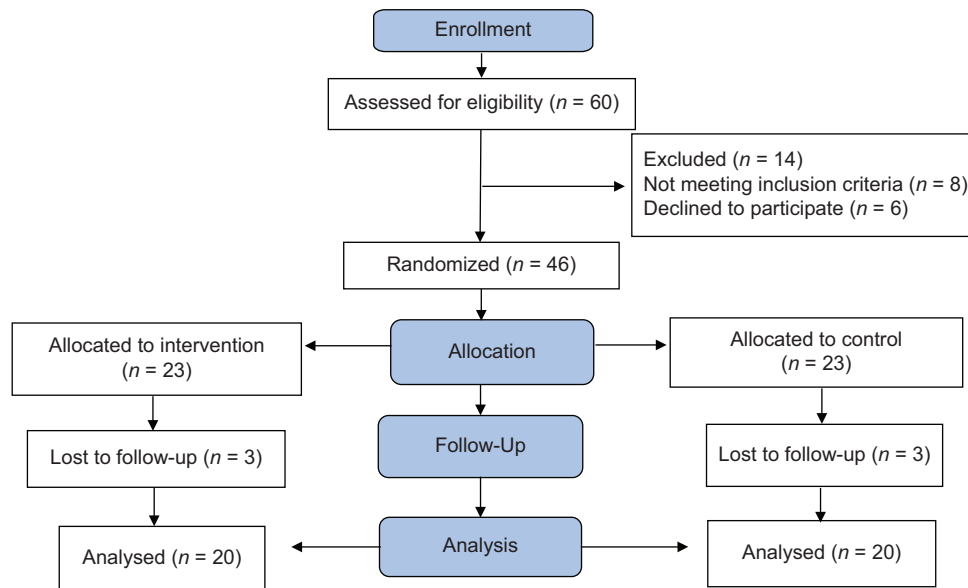 Enrollment
Assessed for eligibility (n = 60)
Excluded (n = 14)
Not meeting inclusion criteria (n = 8)
Declined to participate (n = 6)
Randomized (n = 46)
Allocated to intervention
(n = 23)
Allocation
Allocated to control
(n = 23)
Lost to follow-up (n = 3)
Follow-Up
Lost to follow-up (n = 3)
Analysed (n = 20)
Analysis
Analysed (n = 20)